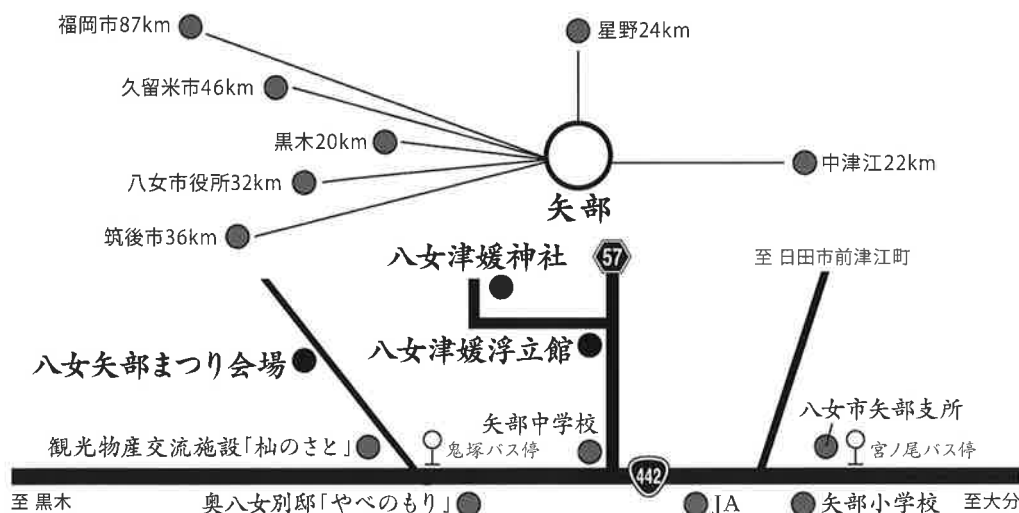 福岡市87km
星野24km
久留米市46km
黒木20km
中津江22km
八女市役所32km
矢部
筑後市36km
八女津媛神社
57
至 日田市前津江町
八女津媛浮立館
八女矢部まつり会場
八女市矢部支所
矢部中学校
観光物産交流施設「杣のさと」
鬼塚バス停
宮ノ尾バス停
442
至 黒木
奥八女別邸「やべのもり」
JA
矢部小学校
至大分